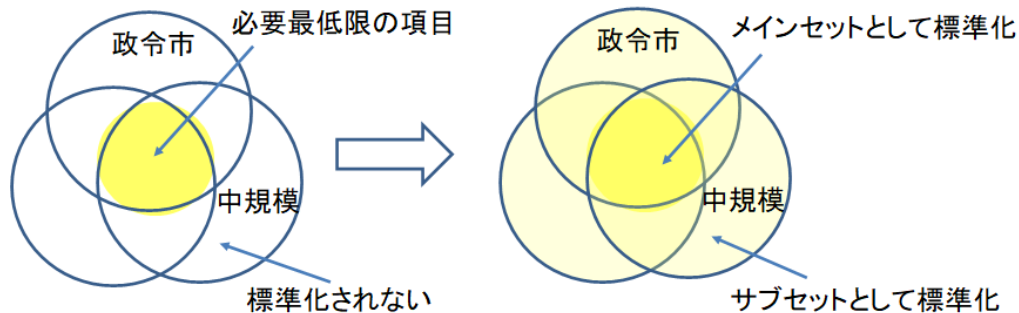 必要最低限の項目
政令市
中規模
標準化されない
メインセットとして標準化
政令市
中規模
サブセットとして標準化